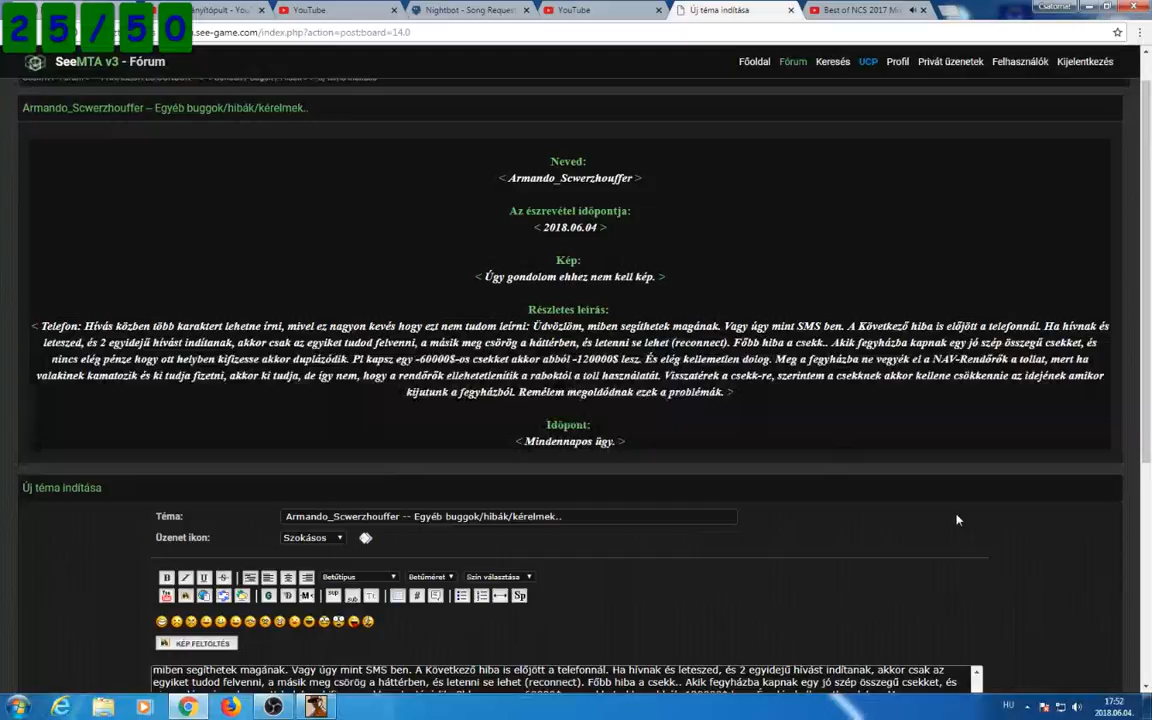 25/50
ányítópult - You
YouTube
Nightbot - Song Reques
YouTube
Új téma indítása
Best of NCS 2017 Mi
Csatorna!
.see-game.com/index.php?action=post;board=14.0
SeeMTA v3 - Fórum
Főoldal Fórum Keresés UCP Profil Privát üzenetek Felhasználók Kijelentkezés
Armando_Scwerzhouffer -- Egyéb buggok/hibák/kérelmek..
Neved:
< Armando_Scwerzhouffer >
Az észrevétel időpontja:
< 2018.06.04 >
Kép:
< Úgy gondolom ehhez nem kell kép. >
Részletes leírás:
< Telefon: Hívás közben több karaktert lehetne írni, mivel ez nagyon kevés hogy ezt nem tudom leírni: Üdvözlöm, miben segíthetek magának. Vagy úgy mint SMS ben. A Következő hiba is előjött a telefonnál. Ha hívnak és
leteszed, és 2 egyidejű hívást indítanak, akkor csak az egyiket tudod felvenni, a másik meg csörög a háttérben, és letenni se lehet (reconnect). Főbb hiba a csekk.. Akik fegyházba kapnak egy jó szép összegű csekket, és
nincs elég pénze hogy ott helyben kifizesse akkor duplázódik. Pl kapsz egy -60000$-os csekket akkor abból -120000$ lesz. És elég kellemetlen dolog. Meg a fegyházba ne vegyék el a NAV-Rendőrök a tollat, mert ha
valakinek kamatozik és ki tudja fizetni, akkor ki tudja, de így nem, hogy a rendőrök ellehetetlenítik a raboktól a toll használatát. Visszatérek a csekk-re, szerintem a csekknek akkor kellene csökkennie az idejének amikor
kijutunk a fegyházból. Remélem megoldódnak ezek a problémák. >
Időpont:
< Mindennapos ügy. >
Új téma indítása
Téma: Armando_Scwerzhouffer -- Egyéb buggok/hibák/kérelmek..
Üzenet ikon: Szokásos
B I U S Betűtípus Betűméret Szín választása
sup sub Tt # Sp
KÉP FELTÖLTÉS
miben segíthetek magának. Vagy úgy mint SMS ben. A Következő hiba is előjött a telefonnál. Ha hívnak és leteszed, és 2 egyidejű hívást indítanak, akkor csak az
egyiket tudod felvenni, a másik meg csörög a háttérben, és letenni se lehet (reconnect). Főbb hiba a csekk.. Akik fegyházba kapnak egy jó szép összegű csekket, és
HU
17:52
2018.06.04.